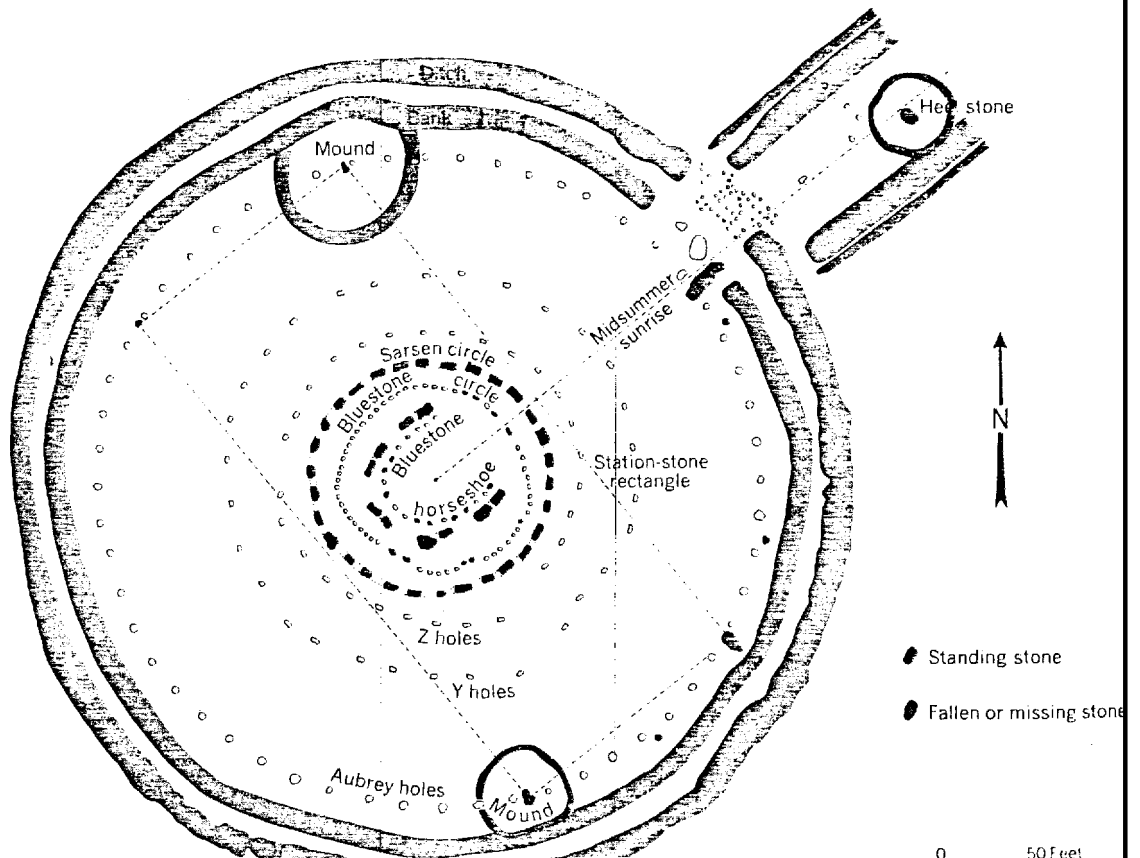 Ditch
Bank
Mound
Heel stone
Midsummer
sunrise
Sarsen circle
Bluestone circle
Bluestone
horseshoe
Station-stone
rectangle
N
Z holes
Y holes
Aubrey holes
Mound
Standing stone
Fallen or missing stone
0 50 Feet